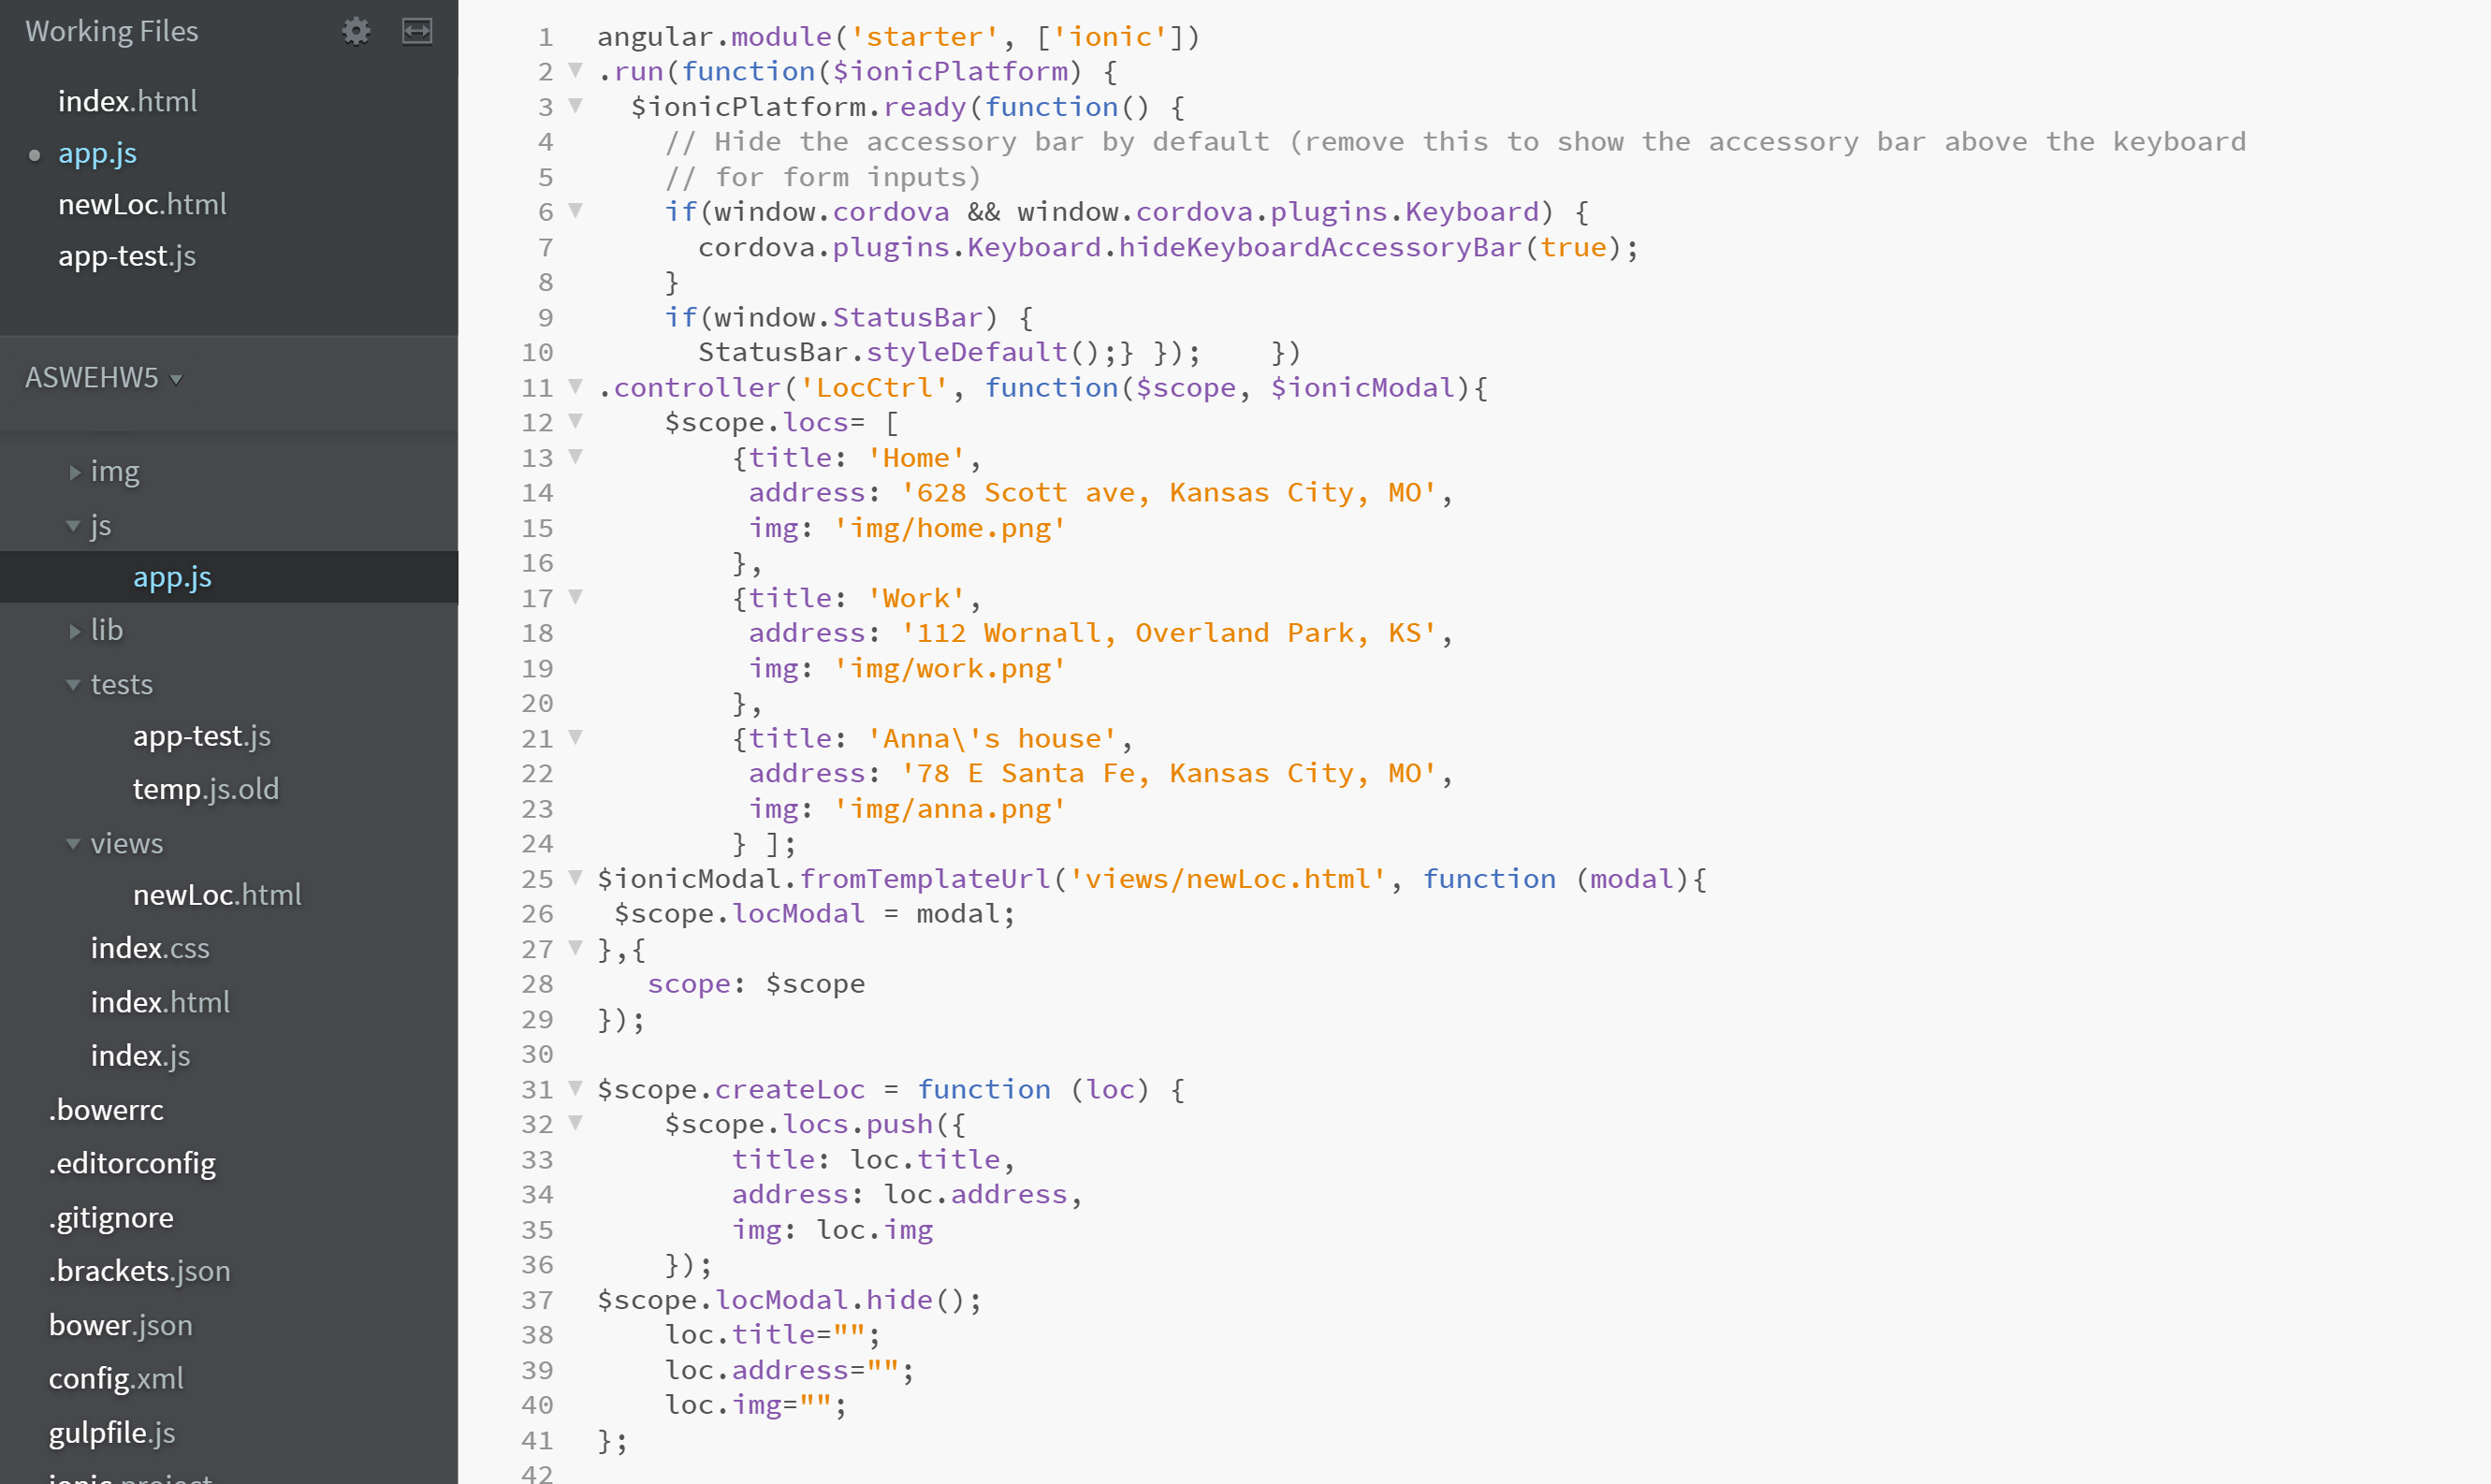 Working Files
index.html
app.js
newLoc.html
app-test.js
ASWEHW5
img
js
app.js
lib
tests
app-test.js
temp.js.old
views
newLoc.html
index.css
index.html
index.js
.bowerrc
.editorconfig
.gitignore
.brackets.json
bower.json
config.xml
gulpfile.js
ionic.project
1 angular.module('starter', ['ionic'])
2 .run(function($ionicPlatform) {
3   $ionicPlatform.ready(function() {
4     // Hide the accessory bar by default (remove this to show the accessory bar above the keyboard
5     // for form inputs)
6     if(window.cordova && window.cordova.plugins.Keyboard) {
7       cordova.plugins.Keyboard.hideKeyboardAccessoryBar(true);
8     }
9     if(window.StatusBar) {
10       StatusBar.styleDefault();} });    })
11 .controller('LocCtrl', function($scope, $ionicModal){
12     $scope.locs= [
13         {title: 'Home',
14          address: '628 Scott ave, Kansas City, MO',
15          img: 'img/home.png'
16         },
17         {title: 'Work',
18          address: '112 Wornall, Overland Park, KS',
19          img: 'img/work.png'
20         },
21         {title: 'Anna\'s house',
22          address: '78 E Santa Fe, Kansas City, MO',
23          img: 'img/anna.png'
24         } ];
25 $ionicModal.fromTemplateUrl('views/newLoc.html', function (modal){
26  $scope.locModal = modal;
27 },{
28    scope: $scope
29 });
30
31 $scope.createLoc = function (loc) {
32     $scope.locs.push({
33         title: loc.title,
34         address: loc.address,
35         img: loc.img
36     });
37 $scope.locModal.hide();
38     loc.title="";
39     loc.address="";
40     loc.img="";
41 };
42